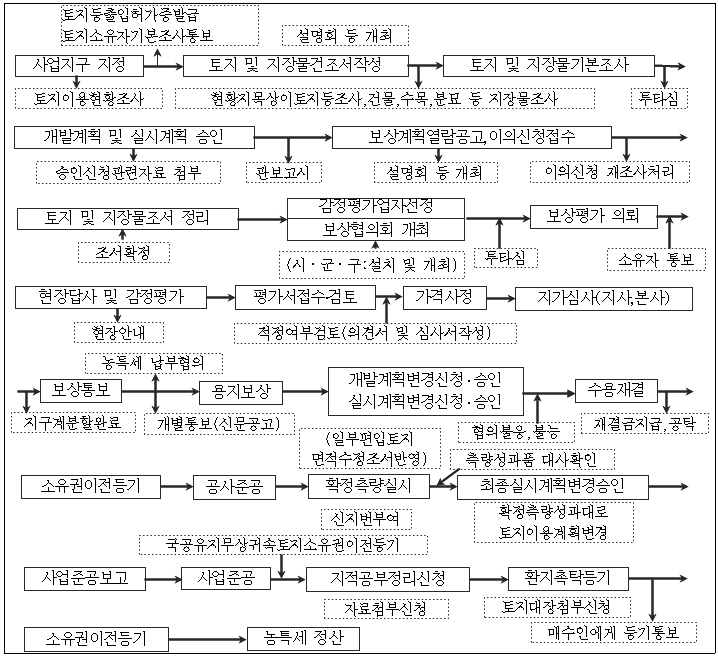 토지등출입허가증발급
토지소유자기본조사통보
설명회 등 개최
사업지구 지정
토지 및 지장물건조서작성
토지 및 지장물기본조사
토지이용현황조사
현황지목상이토지등조사,건물,수목,분묘 등 지장물조사
투타심
개발계획 및 실시계획 승인
보상계획열람공고,이의신청접수
승인신청관련자료 첨부
관보고시
설명회 등 개최
이의신청 재조사처리
토지 및 지장물조서 정리
감정평가업자선정
보상협의회 개최
보상평가 의뢰
조서확정
(시·군·구:설치 및 개최)
투타심
소유자 통보
현장답사 및 감정평가
평가서접수·검토
가격사정
지가심사(지사,본사)
현장안내
적정여부검토(의견서 및 심사서작성)
농특세 납부협의
보상통보
용지보상
개발계획변경신청·승인
실시계획변경신청·승인
수용재결
지구계분할완료
개별통보(신문공고)
협의불응,불능
재결금지급,공탁
(일부편입토지
면적수정조서반영)
측량성과품 대사확인
소유권이전등기
공사준공
확정측량실시
최종실시계획변경승인
신지번부여
확정측량성과대로
토지이용계획변경
국공유지무상귀속토지소유권이전등기
사업준공보고
사업준공
지적공부정리신청
환지촉탁등기
자료첨부신청
토지대장첨부신청
매수인에게 등기통보
소유권이전등기
농특세 정산